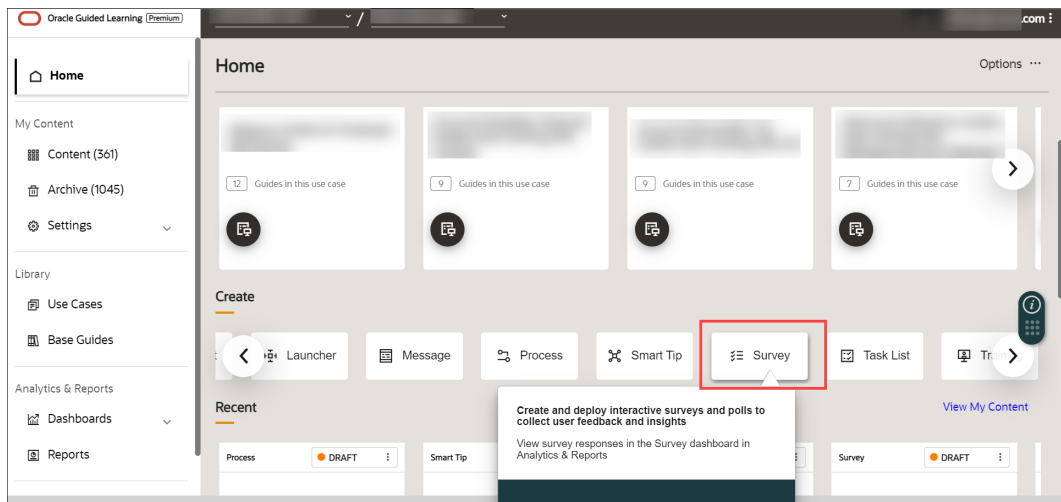 Oracle Guided Learning Premium
/
.com
Home
Options ...
Home
My Content
Content (361)
Archive (1045)
Settings
Library
Use Cases
Base Guides
Analytics & Reports
Dashboards
Reports
12 Guides in this use case
9 Guides in this use case
9 Guides in this use case
7 Guides in this use case
Create
Launcher
Message
Process
Smart Tip
Survey
Task List
Recent
View My Content
Create and deploy interactive surveys and polls to
collect user feedback and insights
View survey responses in the Survey dashboard in
Analytics & Reports
Process
DRAFT
Smart Tip
Survey
DRAFT